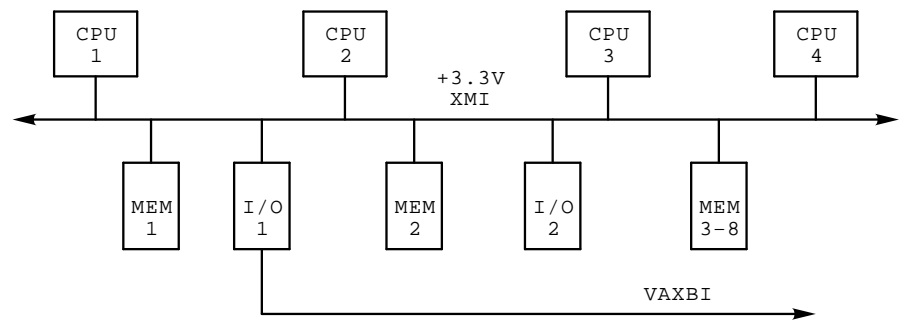 CPU
1
CPU
2
CPU
3
CPU
4
+3.3V
XMI
MEM
1
I/O
1
MEM
2
I/O
2
MEM
3-8
VAXBI